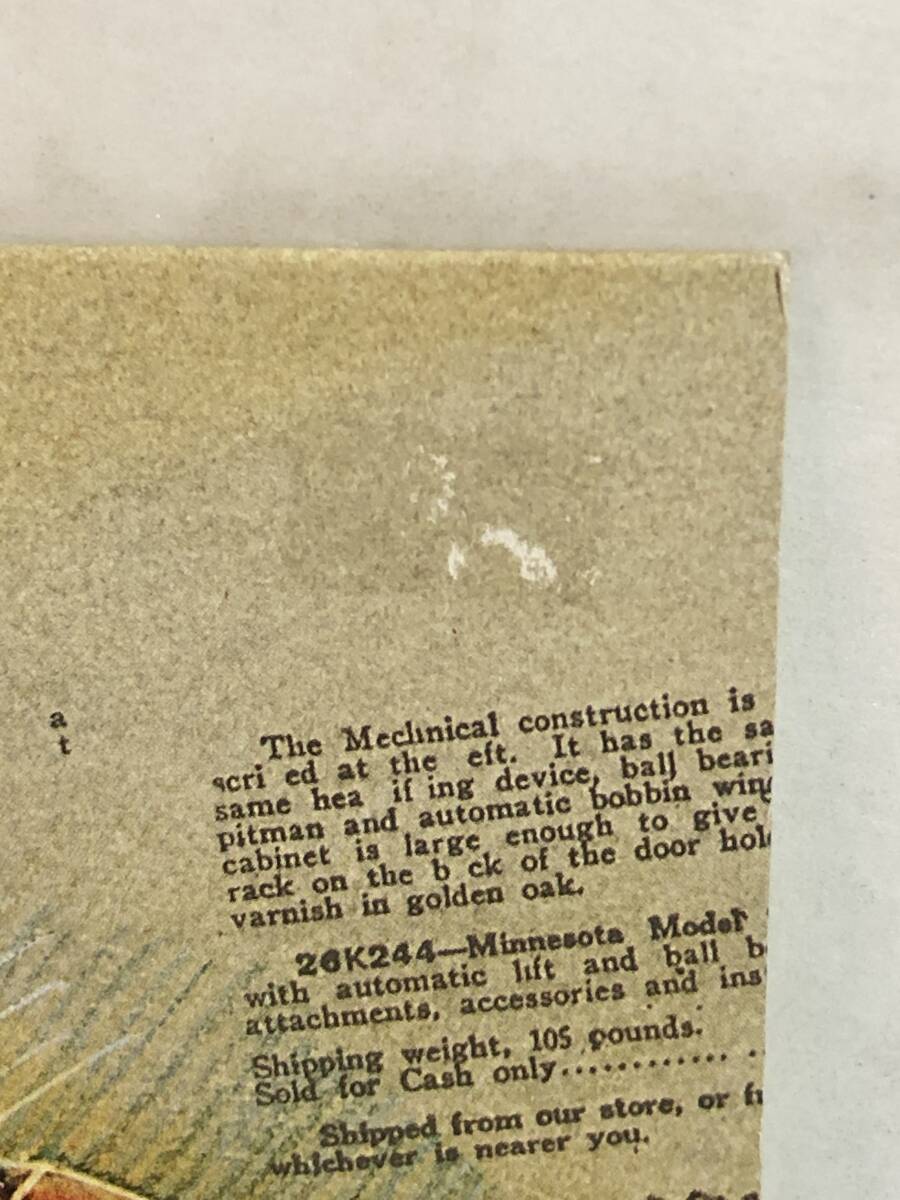 a
t
The Mechnical construction is
scri ed at the eft. It has the sa
same hea if ing device, ball beari
pitman and automatic bobbin win
cabinet is large enough to give
rack on the b ck of the door hol
varnish in golden oak.
26K244—Minnesota Model
with automatic lift and ball b
attachments, accessories and ins
Shipping weight, 105 pounds.
Sold for Cash only............ ..
Shipped from our store, or f
whichever is nearer you.